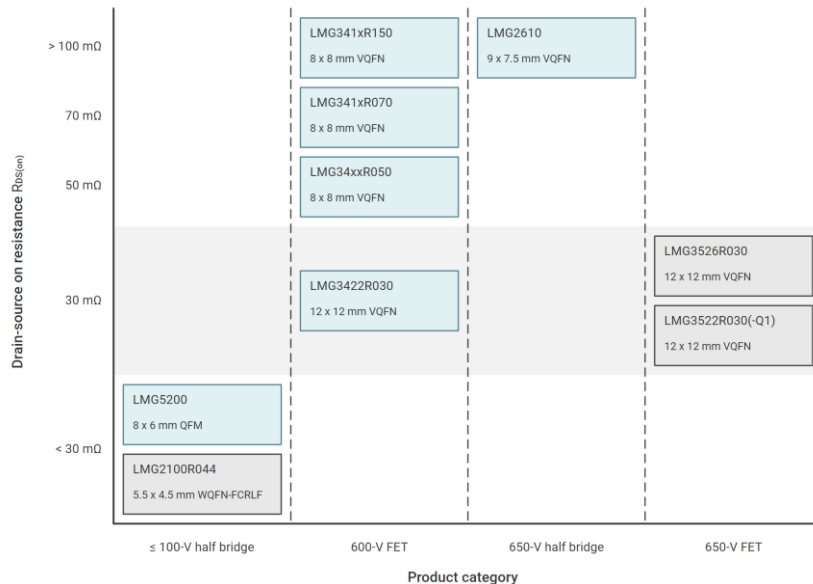 Drain-source on resistance RDS(on)
> 100 mΩ
LMG341xR150
8 x 8 mm VQFN
LMG2610
9 x 7.5 mm VQFN
70 mΩ
LMG341xR070
8 x 8 mm VQFN
50 mΩ
LMG34xxR050
8 x 8 mm VQFN
30 mΩ
LMG3422R030
12 x 12 mm VQFN
LMG3526R030
12 x 12 mm VQFN
LMG3522R030(-Q1)
12 x 12 mm VQFN
< 30 mΩ
LMG5200
8 x 6 mm QFM
LMG2100R044
5.5 x 4.5 mm WQFN-FCRLF
≤ 100-V half bridge
600-V FET
650-V half bridge
650-V FET
Product category